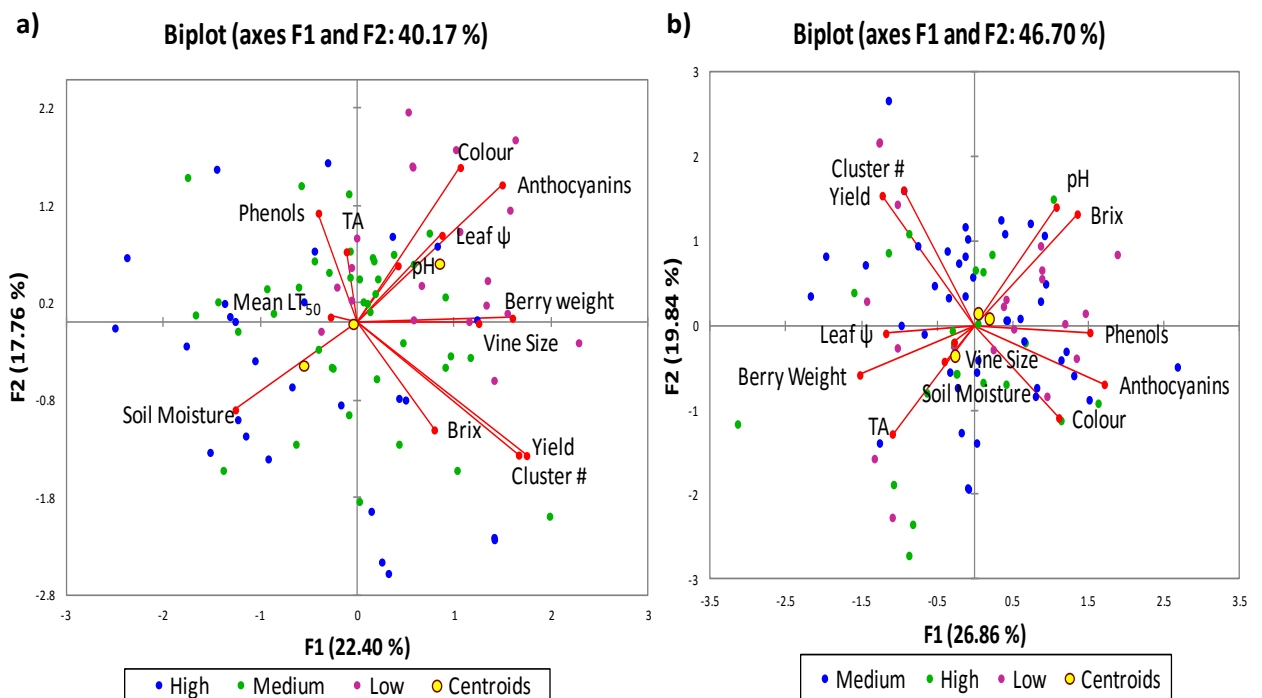 a)
Biplot (axes F1 and F2: 40.17 %)
2.2
1.2
0.2
-0.8
-1.8
-2.8
F2 (17.76 %)
Colour
Anthocyanins
Phenols
TA
Leaf ψ
pH
Mean LT50
Berry weight
Vine Size
Soil Moisture
Brix
Yield
Cluster #
-3 -2 -1 0 1 2 3
F1 (22.40 %)
High Medium Low Centroids
b)
Biplot (axes F1 and F2: 46.70 %)
3
2
1
0
-1
-2
-3
F2 (19.84 %)
Cluster #
Yield
pH
Brix
Leaf ψ
Phenols
Berry Weight
Vine Size
Soil Moisture
Anthocyanins
Colour
TA
-3.5 -2.5 -1.5 -0.5 0.5 1.5 2.5 3.5
F1 (26.86 %)
Medium High Low Centroids